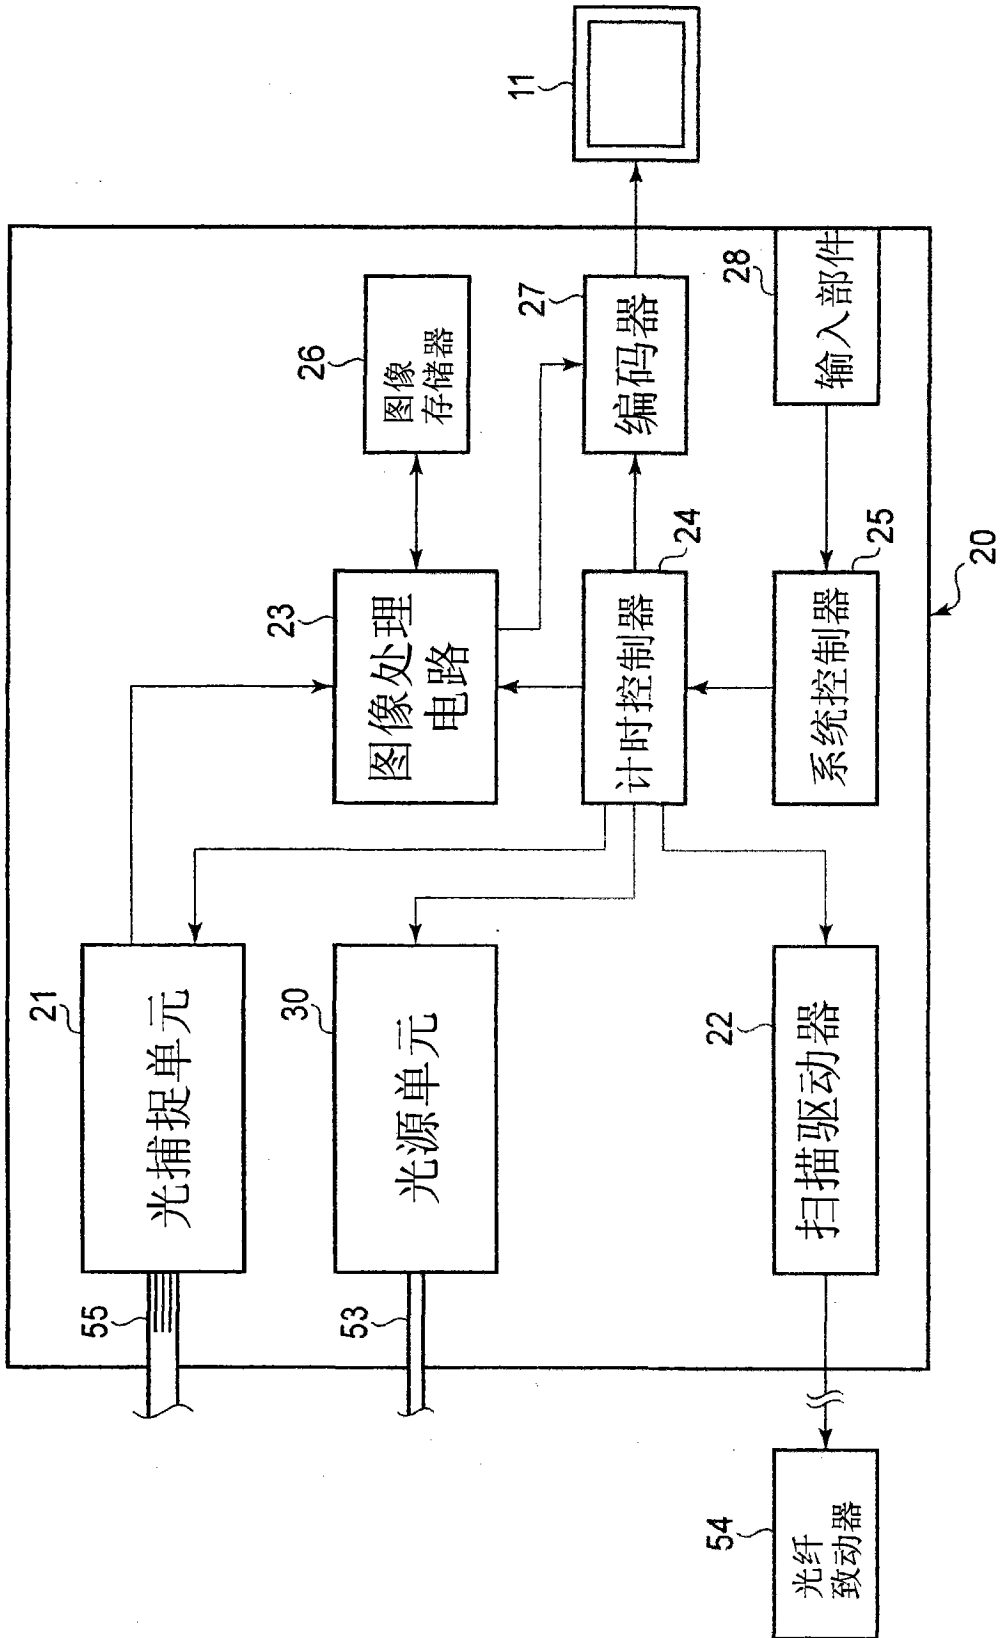 55
21
光捕捉单元
23
图像处理
电路
26
图像
存储器
11
53
30
光源单元
24
计时控制器
27
编码器
54
光纤
致动器
22
扫描驱动器
25
系统控制器
28
输入部件
20